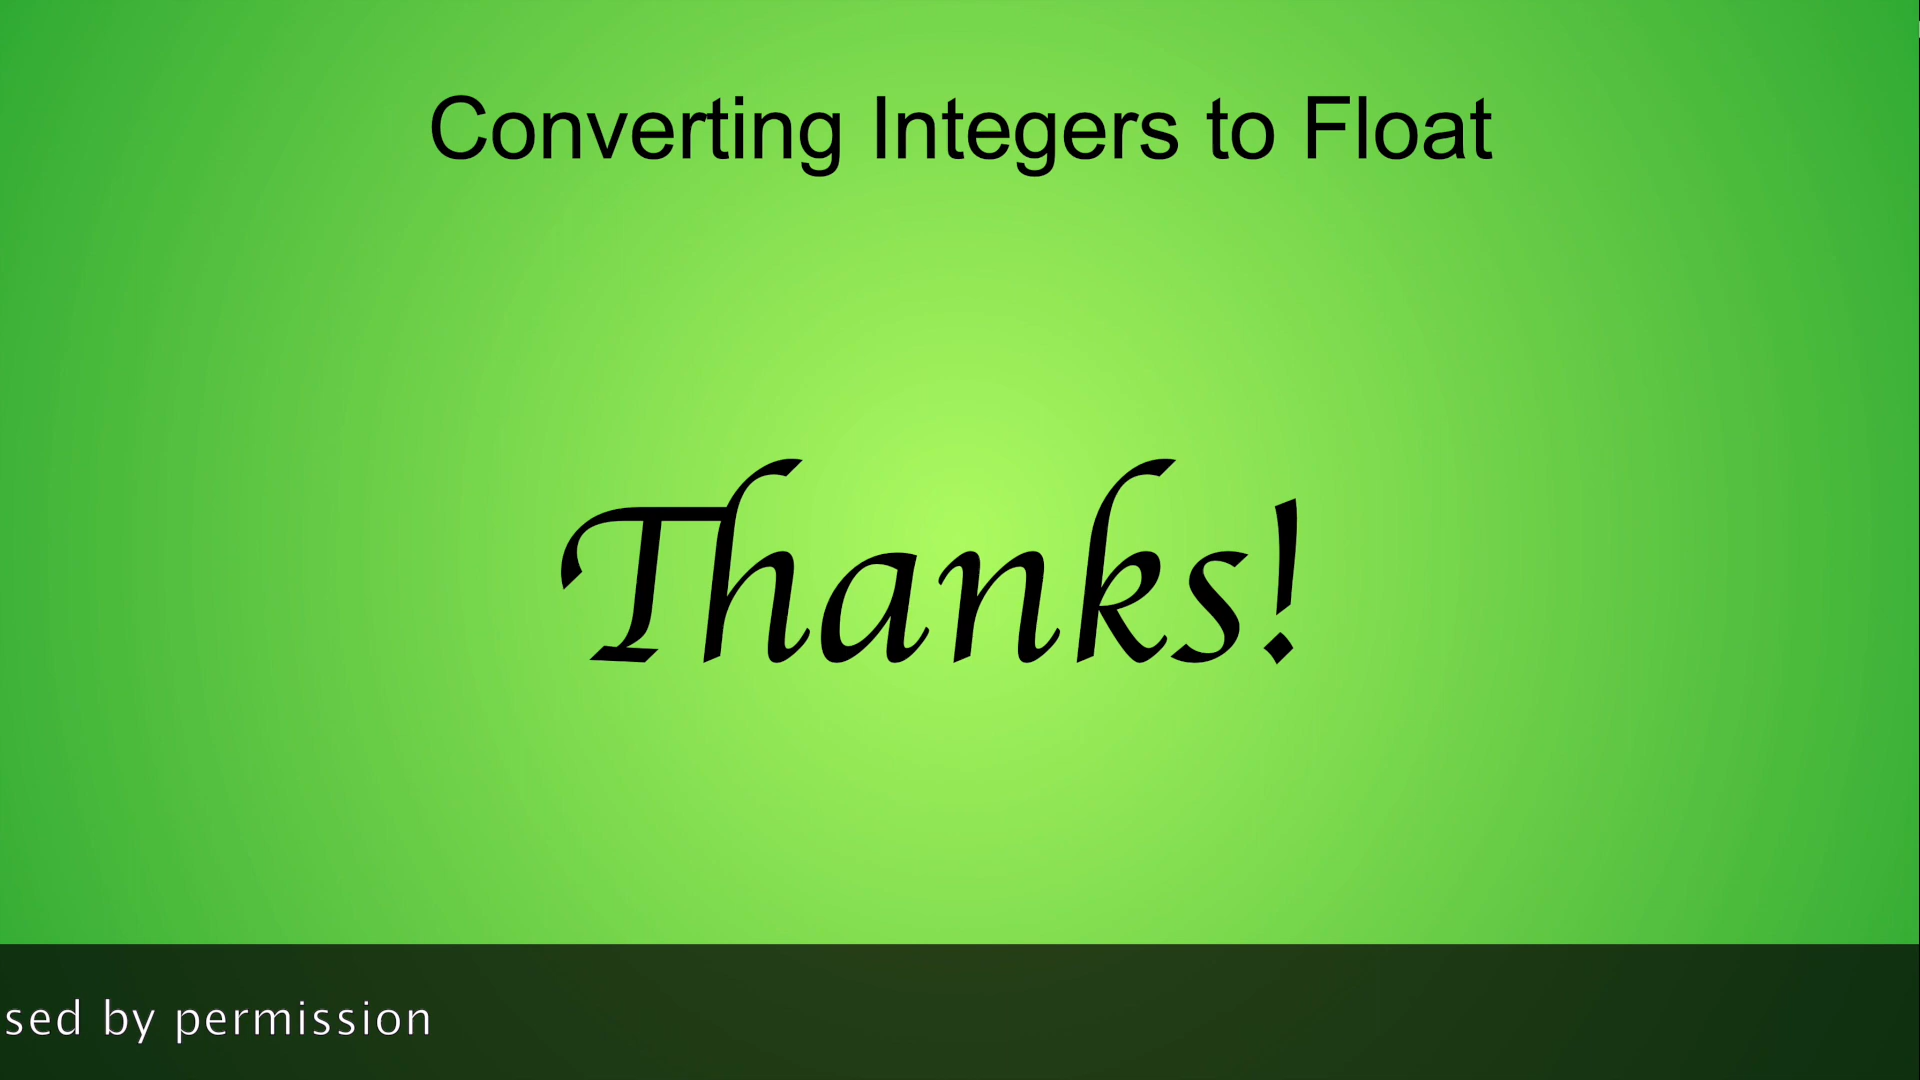 Converting Integers to Float
Thanks!
sed by permission